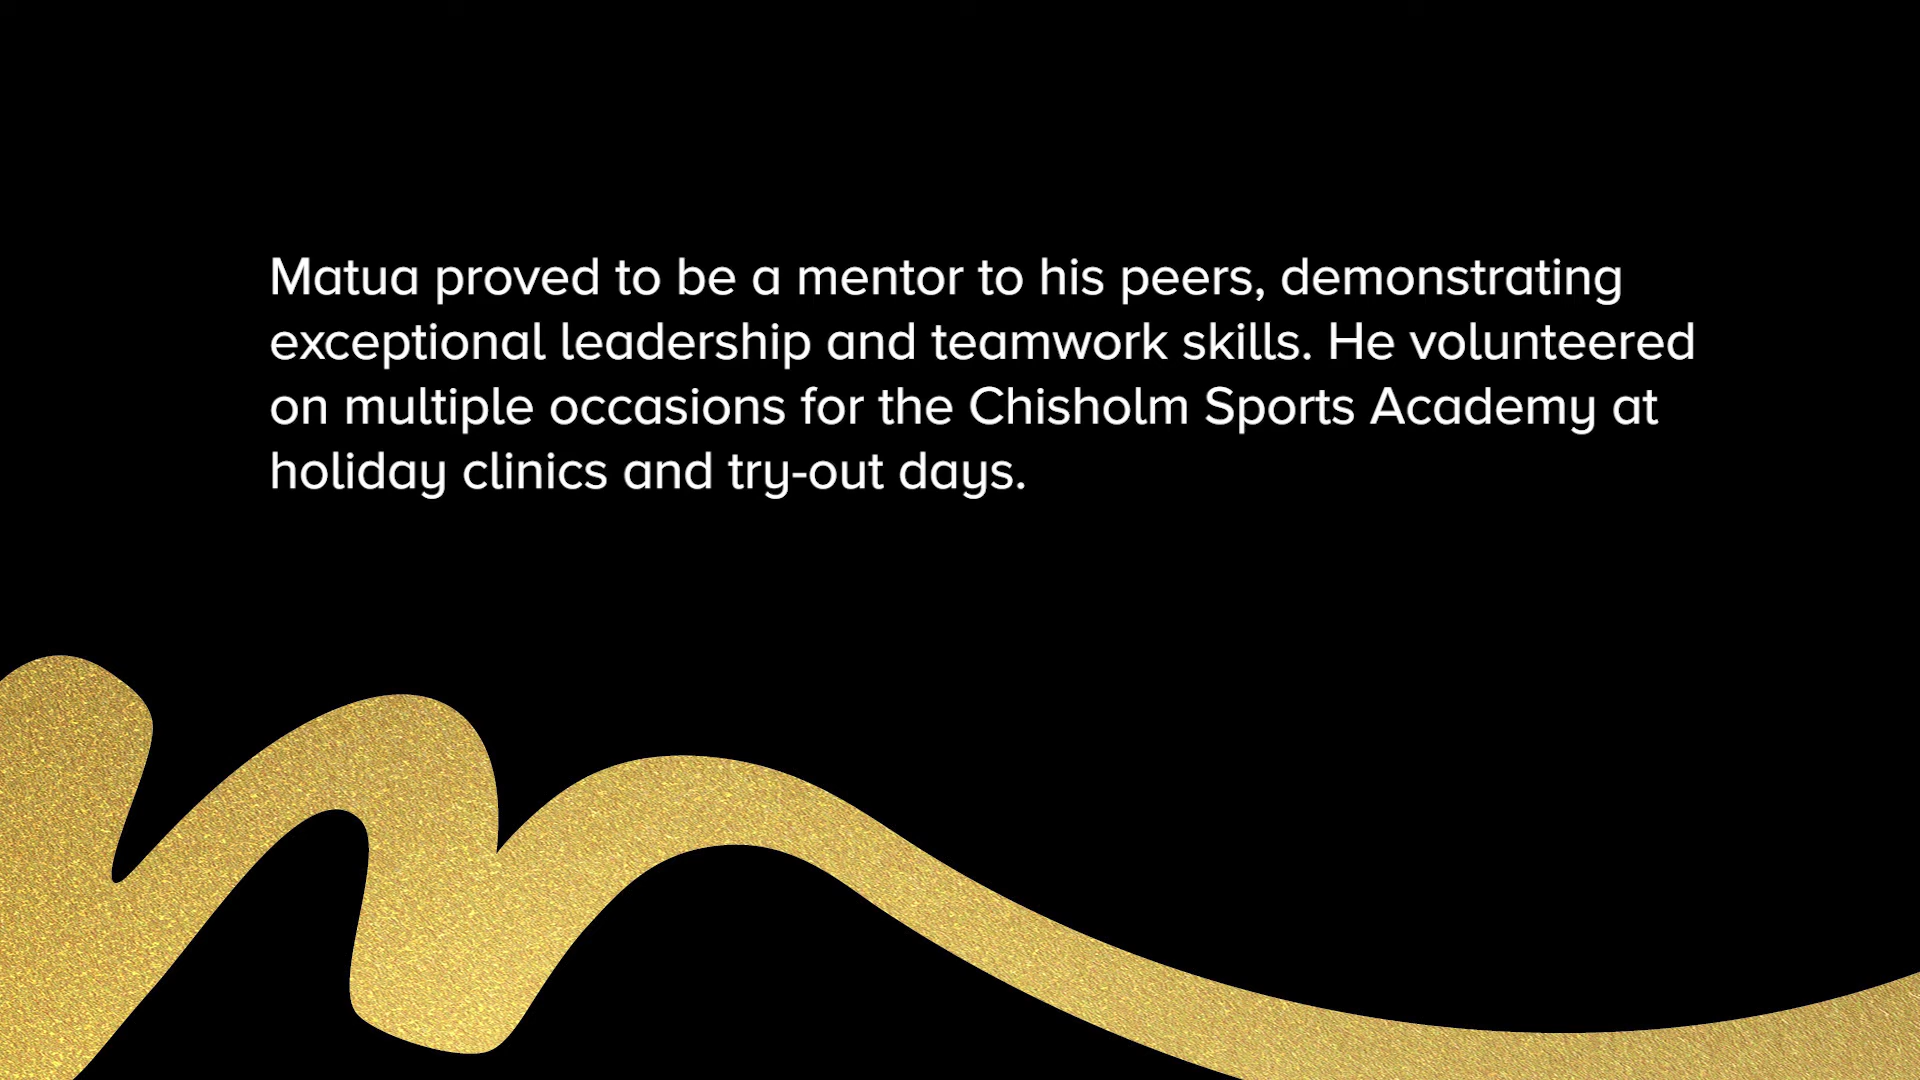 Matua proved to be a mentor to his peers, demonstrating
exceptional leadership and teamwork skills. He volunteered
on multiple occasions for the Chisholm Sports Academy at
holiday clinics and try-out days.